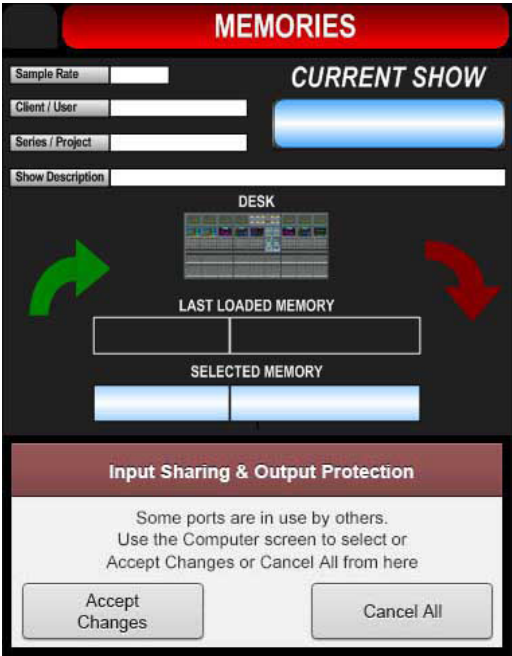 MEMORIES
Sample Rate
CURRENT SHOW
Client / User
Series / Project
Show Description
DESK
LAST LOADED MEMORY
SELECTED MEMORY
Input Sharing & Output Protection
Some ports are in use by others.
Use the Computer screen to select or
Accept Changes or Cancel All from here
Accept
Changes
Cancel All